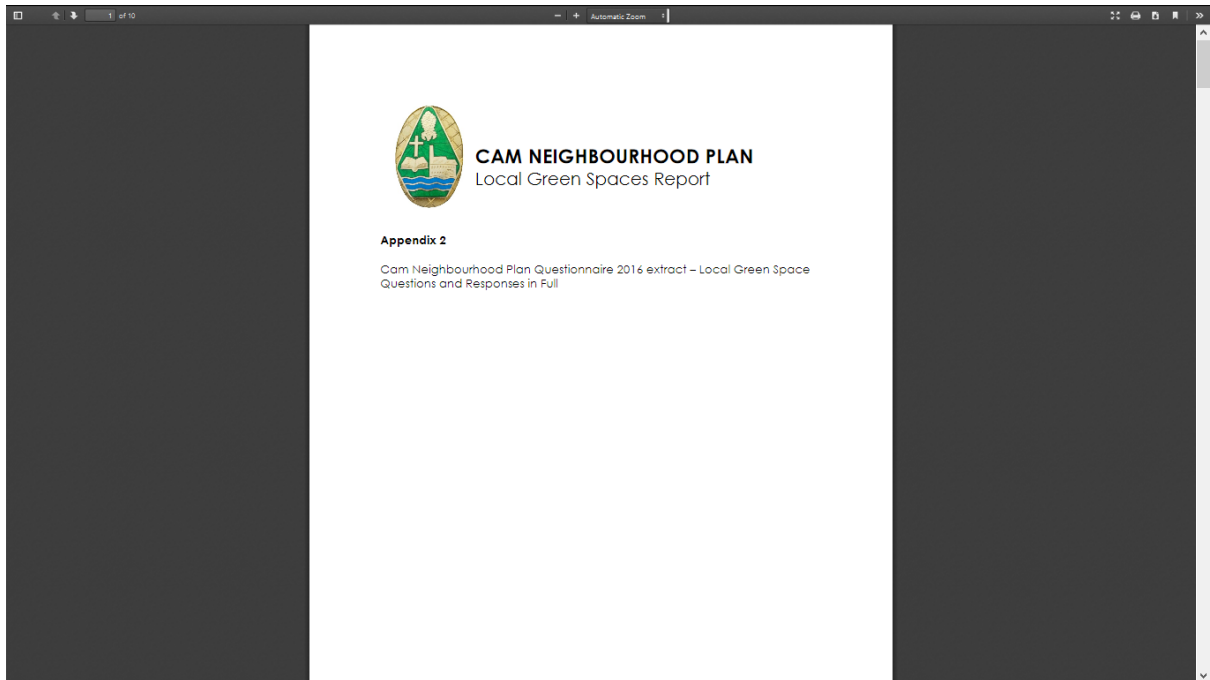 1 of 10
Automatic Zoom
CAM NEIGHBOURHOOD PLAN
Local Green Spaces Report
Appendix 2
Cam Neighbourhood Plan Questionnaire 2016 extract – Local Green Space
Questions and Responses in Full